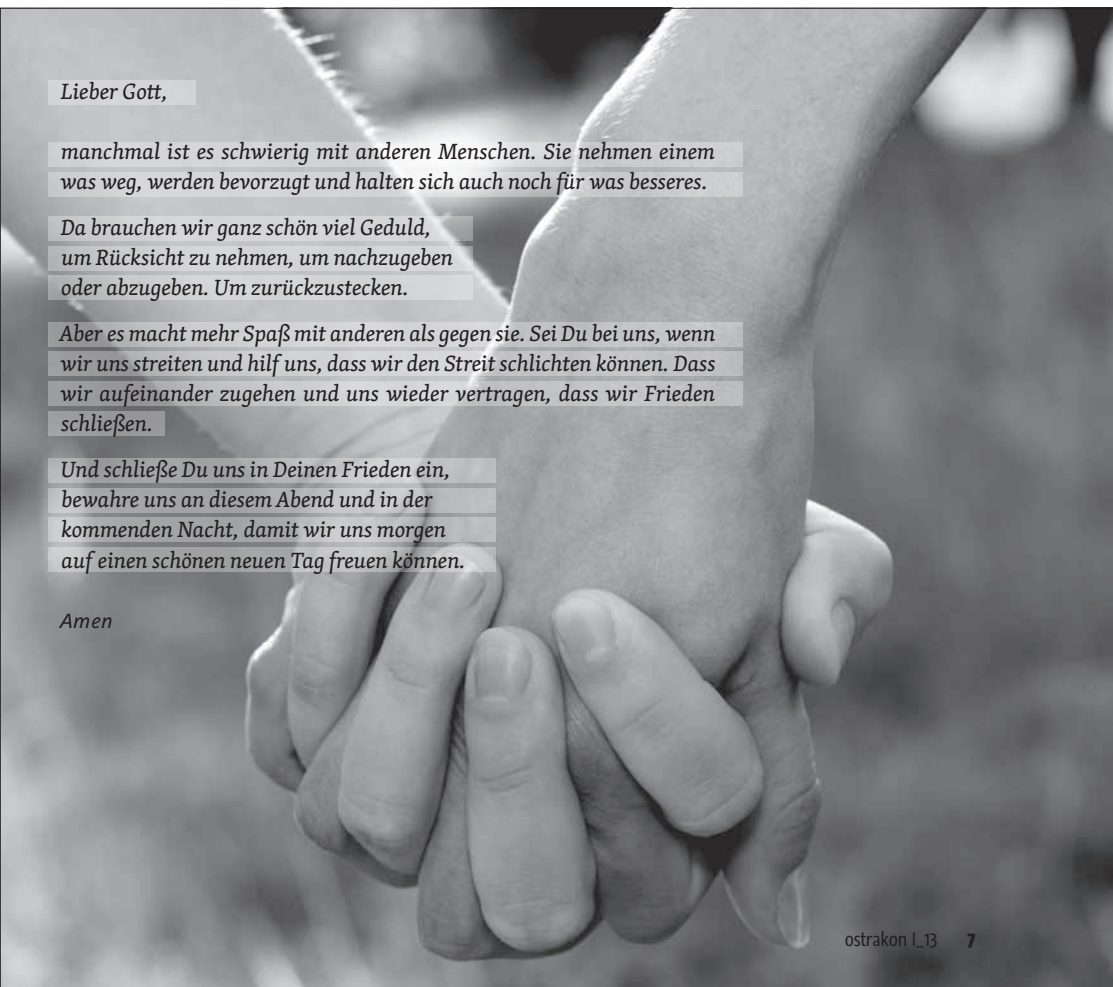 Lieber Gott,
manchmal ist es schwierig mit anderen Menschen. Sie nehmen einem
was weg, werden bevorzugt und halten sich auch noch für was besseres.
Da brauchen wir ganz schön viel Geduld,
um Rücksicht zu nehmen, um nachzugeben
oder abzugeben. Um zurückzustecken.
Aber es macht mehr Spaß mit anderen als gegen sie. Sei Du bei uns, wenn
wir uns streiten und hilf uns, dass wir den Streit schlichten können. Dass
wir aufeinander zugehen und uns wieder vertragen, dass wir Frieden
schließen.
Und schließe Du uns in Deinen Frieden ein,
bewahre uns an diesem Abend und in der
kommenden Nacht, damit wir uns morgen
auf einen schönen neuen Tag freuen können.
Amen
ostrakon I_13 7